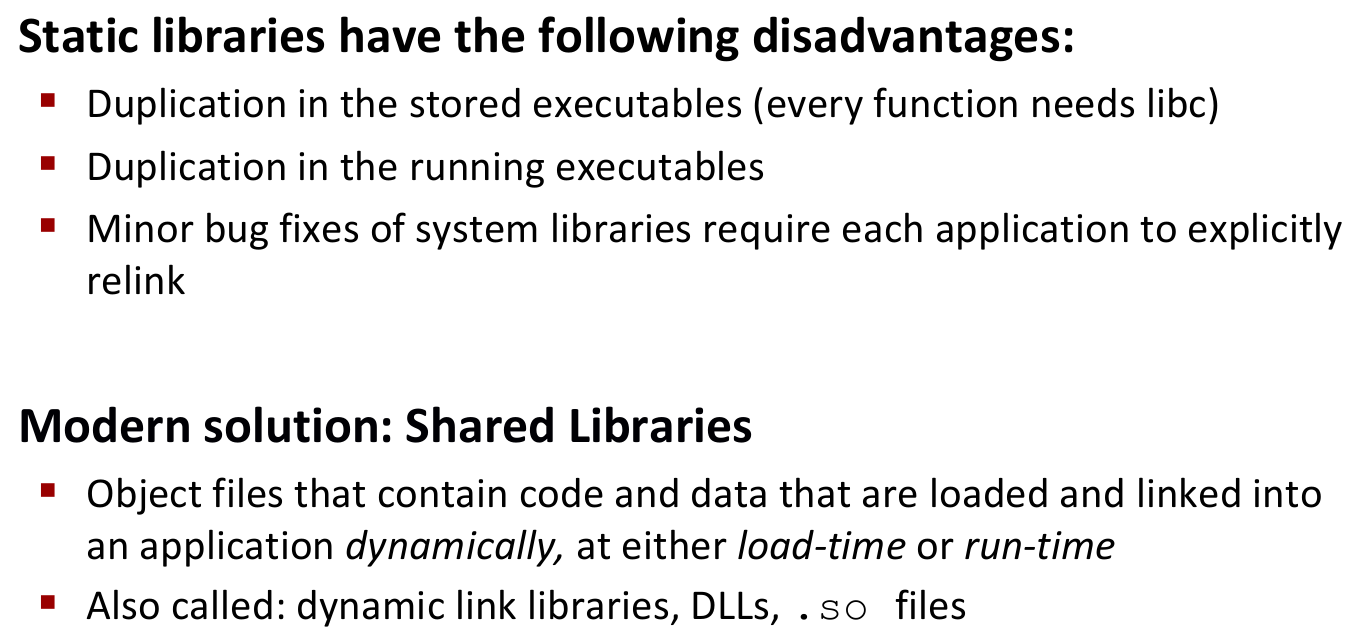 Static libraries have the following disadvantages:
▪ Duplication in the stored executables (every function needs libc)
▪ Duplication in the running executables
▪ Minor bug fixes of system libraries require each application to explicitly
relink
Modern solution: Shared Libraries
▪ Object files that contain code and data that are loaded and linked into
an application dynamically, at either load-time or run-time
▪ Also called: dynamic link libraries, DLLs, .so files